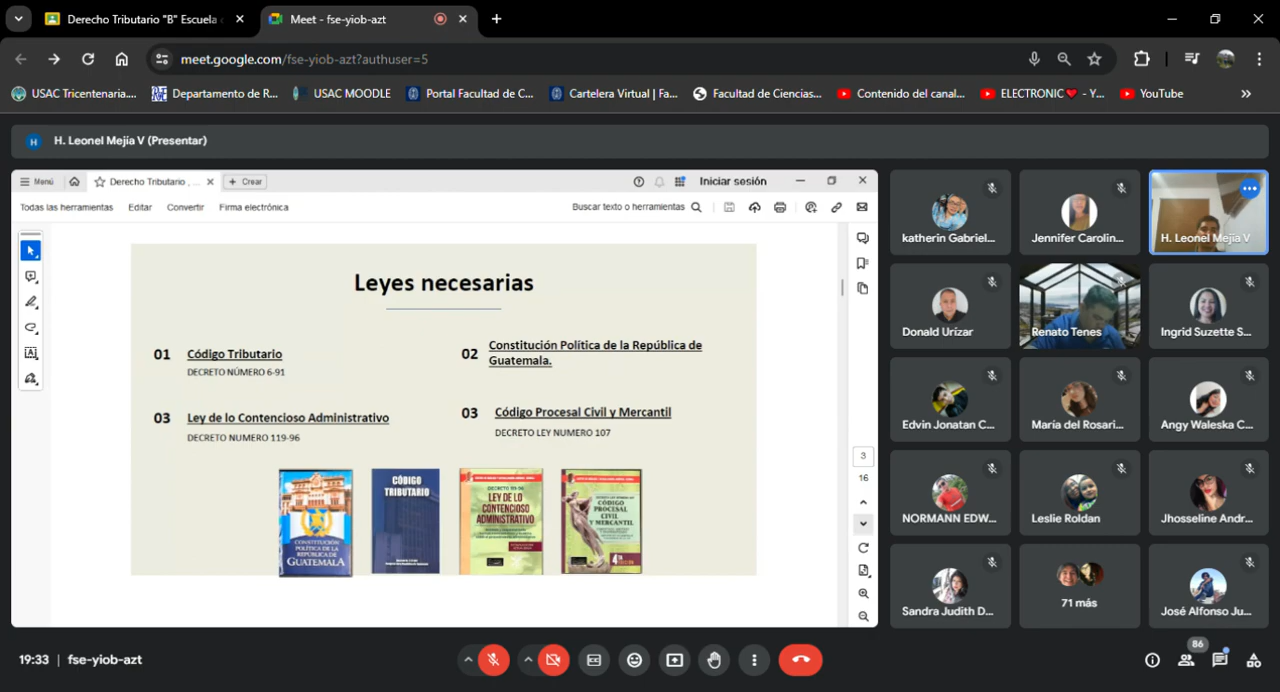 Derecho Tributario "B" Escuela
Meet - fse-yiob-azt
meet.google.com/fse-yiob-azt?authuser=5
USAC Tricentenaria....
Departamento de R...
USAC MOODLE
Portal Facultad de C...
Cartelera Virtual | Fa...
Facultad de Ciencias...
Contenido del canal...
ELECTRONIC❤ - Y...
YouTube
H
H. Leonel Mejía V (Presentar)
Menú
Derecho Tributario , ...
Crear
Iniciar sesión
Todas las herramientas
Editar
Convertir
Firma electrónica
Buscar texto o herramientas
Leyes necesarias
01
Código Tributario
DECRETO NÚMERO 6-91
02
Constitución Política de la República de
Guatemala.
03
Ley de lo Contencioso Administrativo
DECRETO NUMERO 119-96
03
Código Procesal Civil y Mercantil
DECRETO LEY NUMERO 107
CONSTITUCIÓN
POLÍTICA DE LA
REPÚBLICA DE
GUATEMALA
CÓDIGO
TRIBUTARIO
LEY DE LO
CONTENCIOSO
ADMINISTRATIVO
CÓDIGO
PROCESAL CIVIL
Y MERCANTIL
4TA
3
16
katherin Gabriel...
Jennifer Carolin...
H. Leonel Mejía V
Donald Urízar
Renato Tenes
Ingrid Suzette S...
Edvin Jonatan C...
María del Rosari...
Angy Waleska C...
NORMANN EDW...
Leslie Roldan
Jhosseline Andr...
Sandra Judith D...
71 más
José Alfonso Ju...
19:33 | fse-yiob-azt
86